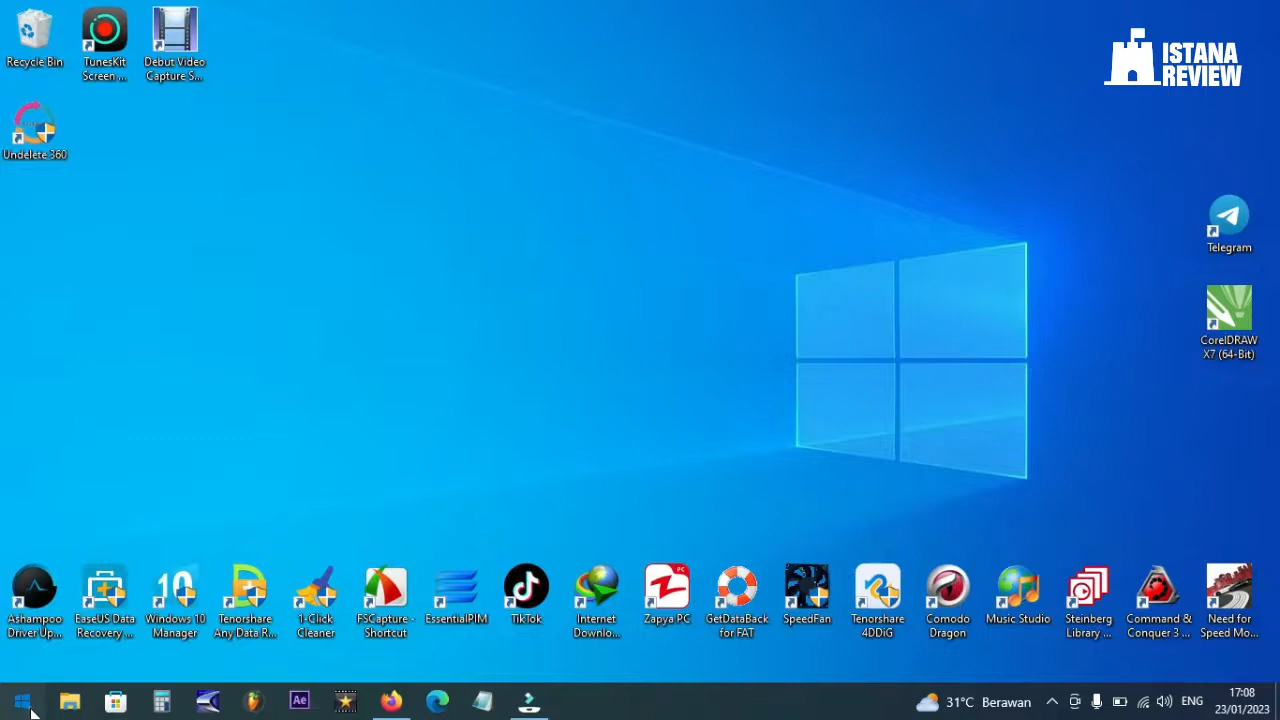 Recycle Bin
TunesKit
Screen ...
Debut Video
Capture S...
ISTANA
REVIEW
Undelete 360
Telegram
CorelDRAW
X7 (64-Bit)
Ashampoo
Driver Up...
EaseUS Data
Recovery ...
Windows 10
Manager
Tenorshare
Any Data R...
1-Click
Cleaner
FSCapture -
Shortcut
EssentialPIM
TikTok
Internet
Downlo...
PC
Zapya PC
GetDataBack
for FAT
SpeedFan
Tenorshare
4DDiG
Comodo
Dragon
Music Studio
Steinberg
Library ...
Command &
Conquer 3 ...
Need for
Speed Mo...
10
Ae
31°C Berawan
ENG
17:08
23/01/2023